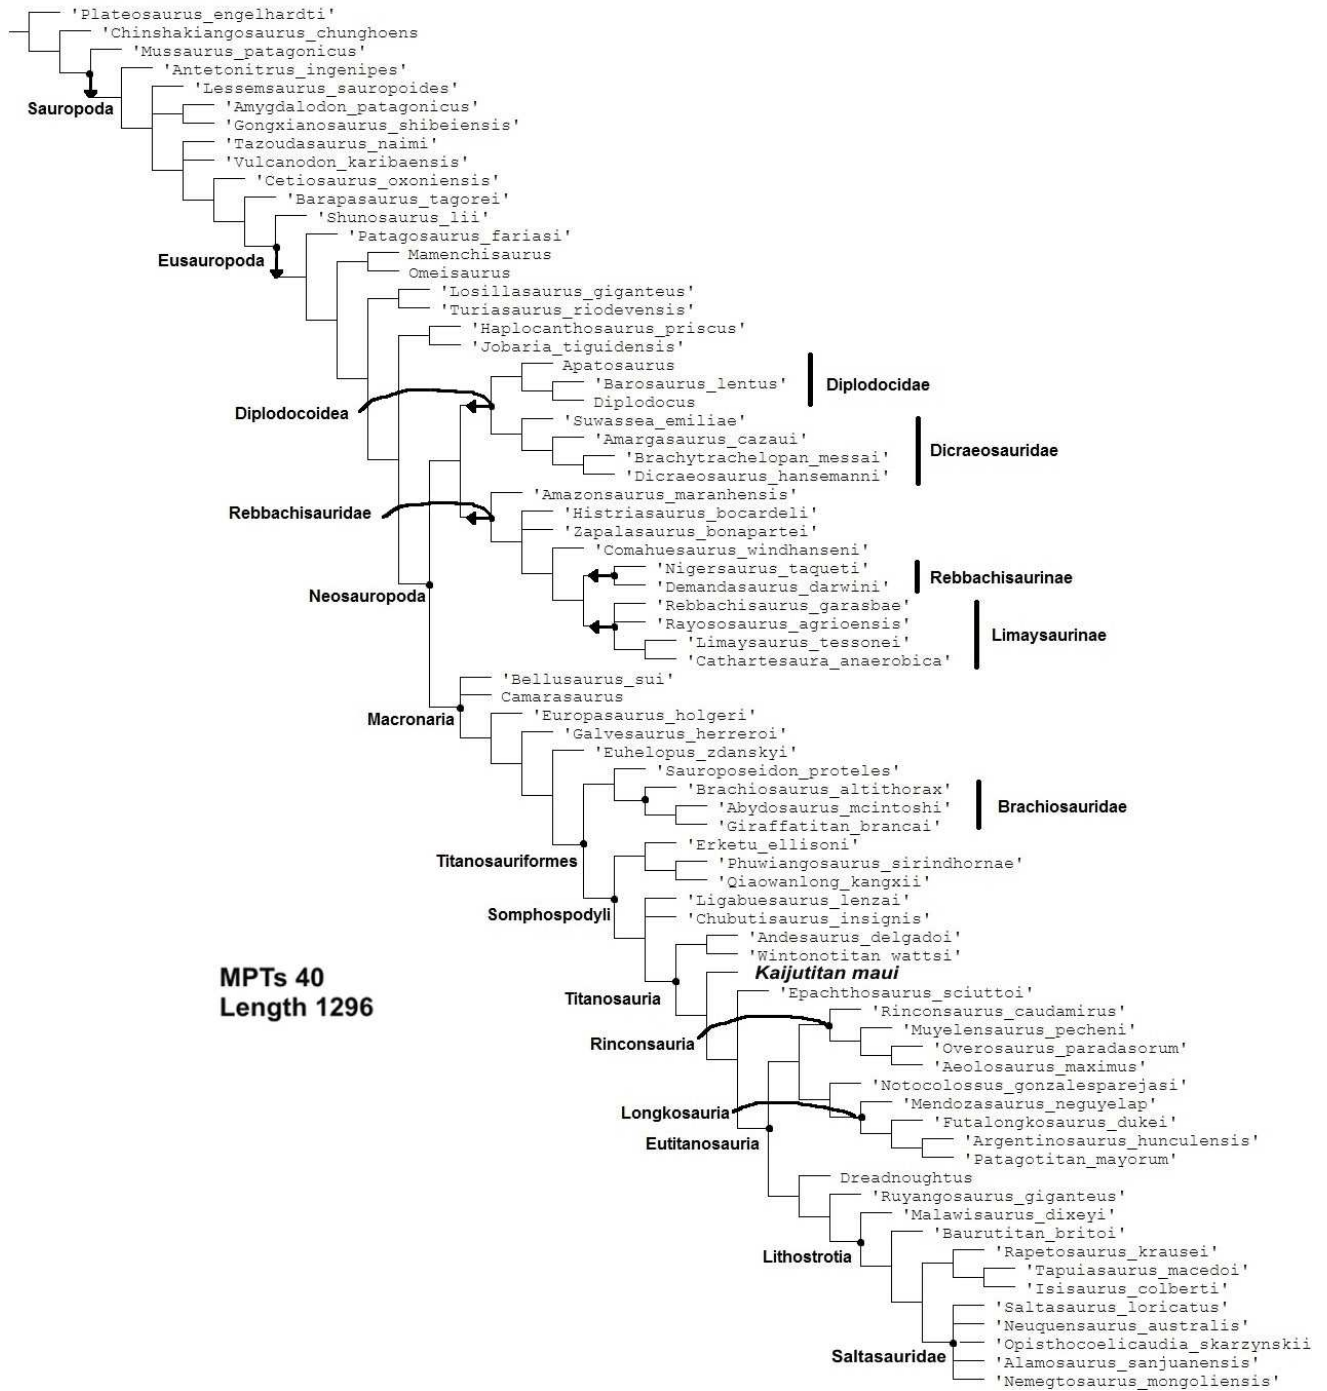 'Plateosaurus_engelhardti'
'Chinshakiangosaurus_chunghoens
'Mussaurus_patagonicus'
'Antetonitrus_ingenipes'
'Lessemsaurus_sauropoides'
Sauropoda
'Amygdalodon_patagonicus'
'Gongxianosaurus_shibeiensis'
'Tazoudasaurus_naimi'
'Vulcanodon_karibaensis'
'Cetiosaurus_oxoniensis'
'Barapasaurus_tagorei'
'Shunosaurus_lii'
'Patagosaurus_fariasi'
Eusauropoda
Mamenchisaurus
Omeisaurus
'Losillasaurus_giganteus'
'Turiasaurus_riodevensis'
'Haplocanthosaurus_priscus'
'Jobaria_tiguidensis'
Apatosaurus
'Barosaurus_lentus'
Diplodocidae
Diplodocus
Diplodocoidea
'Suwassea_emiliae'
'Amargasaurus_cazaui'
Dicraeosauridae
'Brachytrachelopan_messai'
'Dicraeosaurus_hansemanni'
'Amazonsaurus_maranhensis'
Rebbachisauridae
'Histriasaurus_bocardeli'
'Zapalasaurus_bonapartei'
'Comahuesaurus_windhanseni'
'Nigersaurus_taqueti'
Rebbachisaurinae
'Demandasaurus_darwini'
Neosauropoda
'Rebbachisaurus_garasbae'
'Rayososaurus_agrioensis'
Limaysaurinae
'Limaysaurus_tessonei'
'Cathartesaura_anaerobica'
'Bellusaurus_sui'
Camarasaurus
Macronaria
'Europasaurus_holgeri'
'Galvesaurus_herreroi'
'Euhelopus_zdanskyi'
'Sauroposeidon_proteles'
'Brachiosaurus_altithorax'
'Abydosaurus_mcintoshi'
Brachiosauridae
'Giraffatitan_brancai'
'Erketu_ellisoni'
Titanosauriformes
'Phuwiangosaurus_sirindhornae'
'Qiaowanlong_kangxii'
'Ligabuesaurus_lenzai'
Somphospodyli
'Chubutisaurus_insignis'
'Andesaurus_delgadoi'
'Wintonotitan_wattsi'
Kaijutitan maui
MPTs 40
'Epachthosaurus_sciuttoi'
Titanosauria
Length 1296
'Rinconsaurus_caudamirus'
'Muyelensaurus_pecheni'
Rinconsauria
'Overosaurus_paradasorum'
'Aeolosaurus_maximus'
'Notocolossus_gonzalesparejasi'
'Mendozasaurus_neguyelap'
Longkosauria
'Futalongkosaurus_dukei'
'Argentinosaurus_hunculensis'
Eutitanosauria
'Patagotitan_mayorum'
Dreadnoughtus
'Ruyangosaurus_giganteus'
'Malawisaurus_dixeyi'
'Baurutitan_britoi'
Lithostrotia
'Rapetosaurus_krausei'
'Tapuiasaurus_macedoi'
'Isisaurus_colberti'
'Saltasaurus_loricatus'
'Neuquensaurus_australis'
'Opisthocoelicaudia_skarzynskii
Saltasauridae
'Alamosaurus_sanjuanensis'
'Nemegtosaurus_mongoliensis'